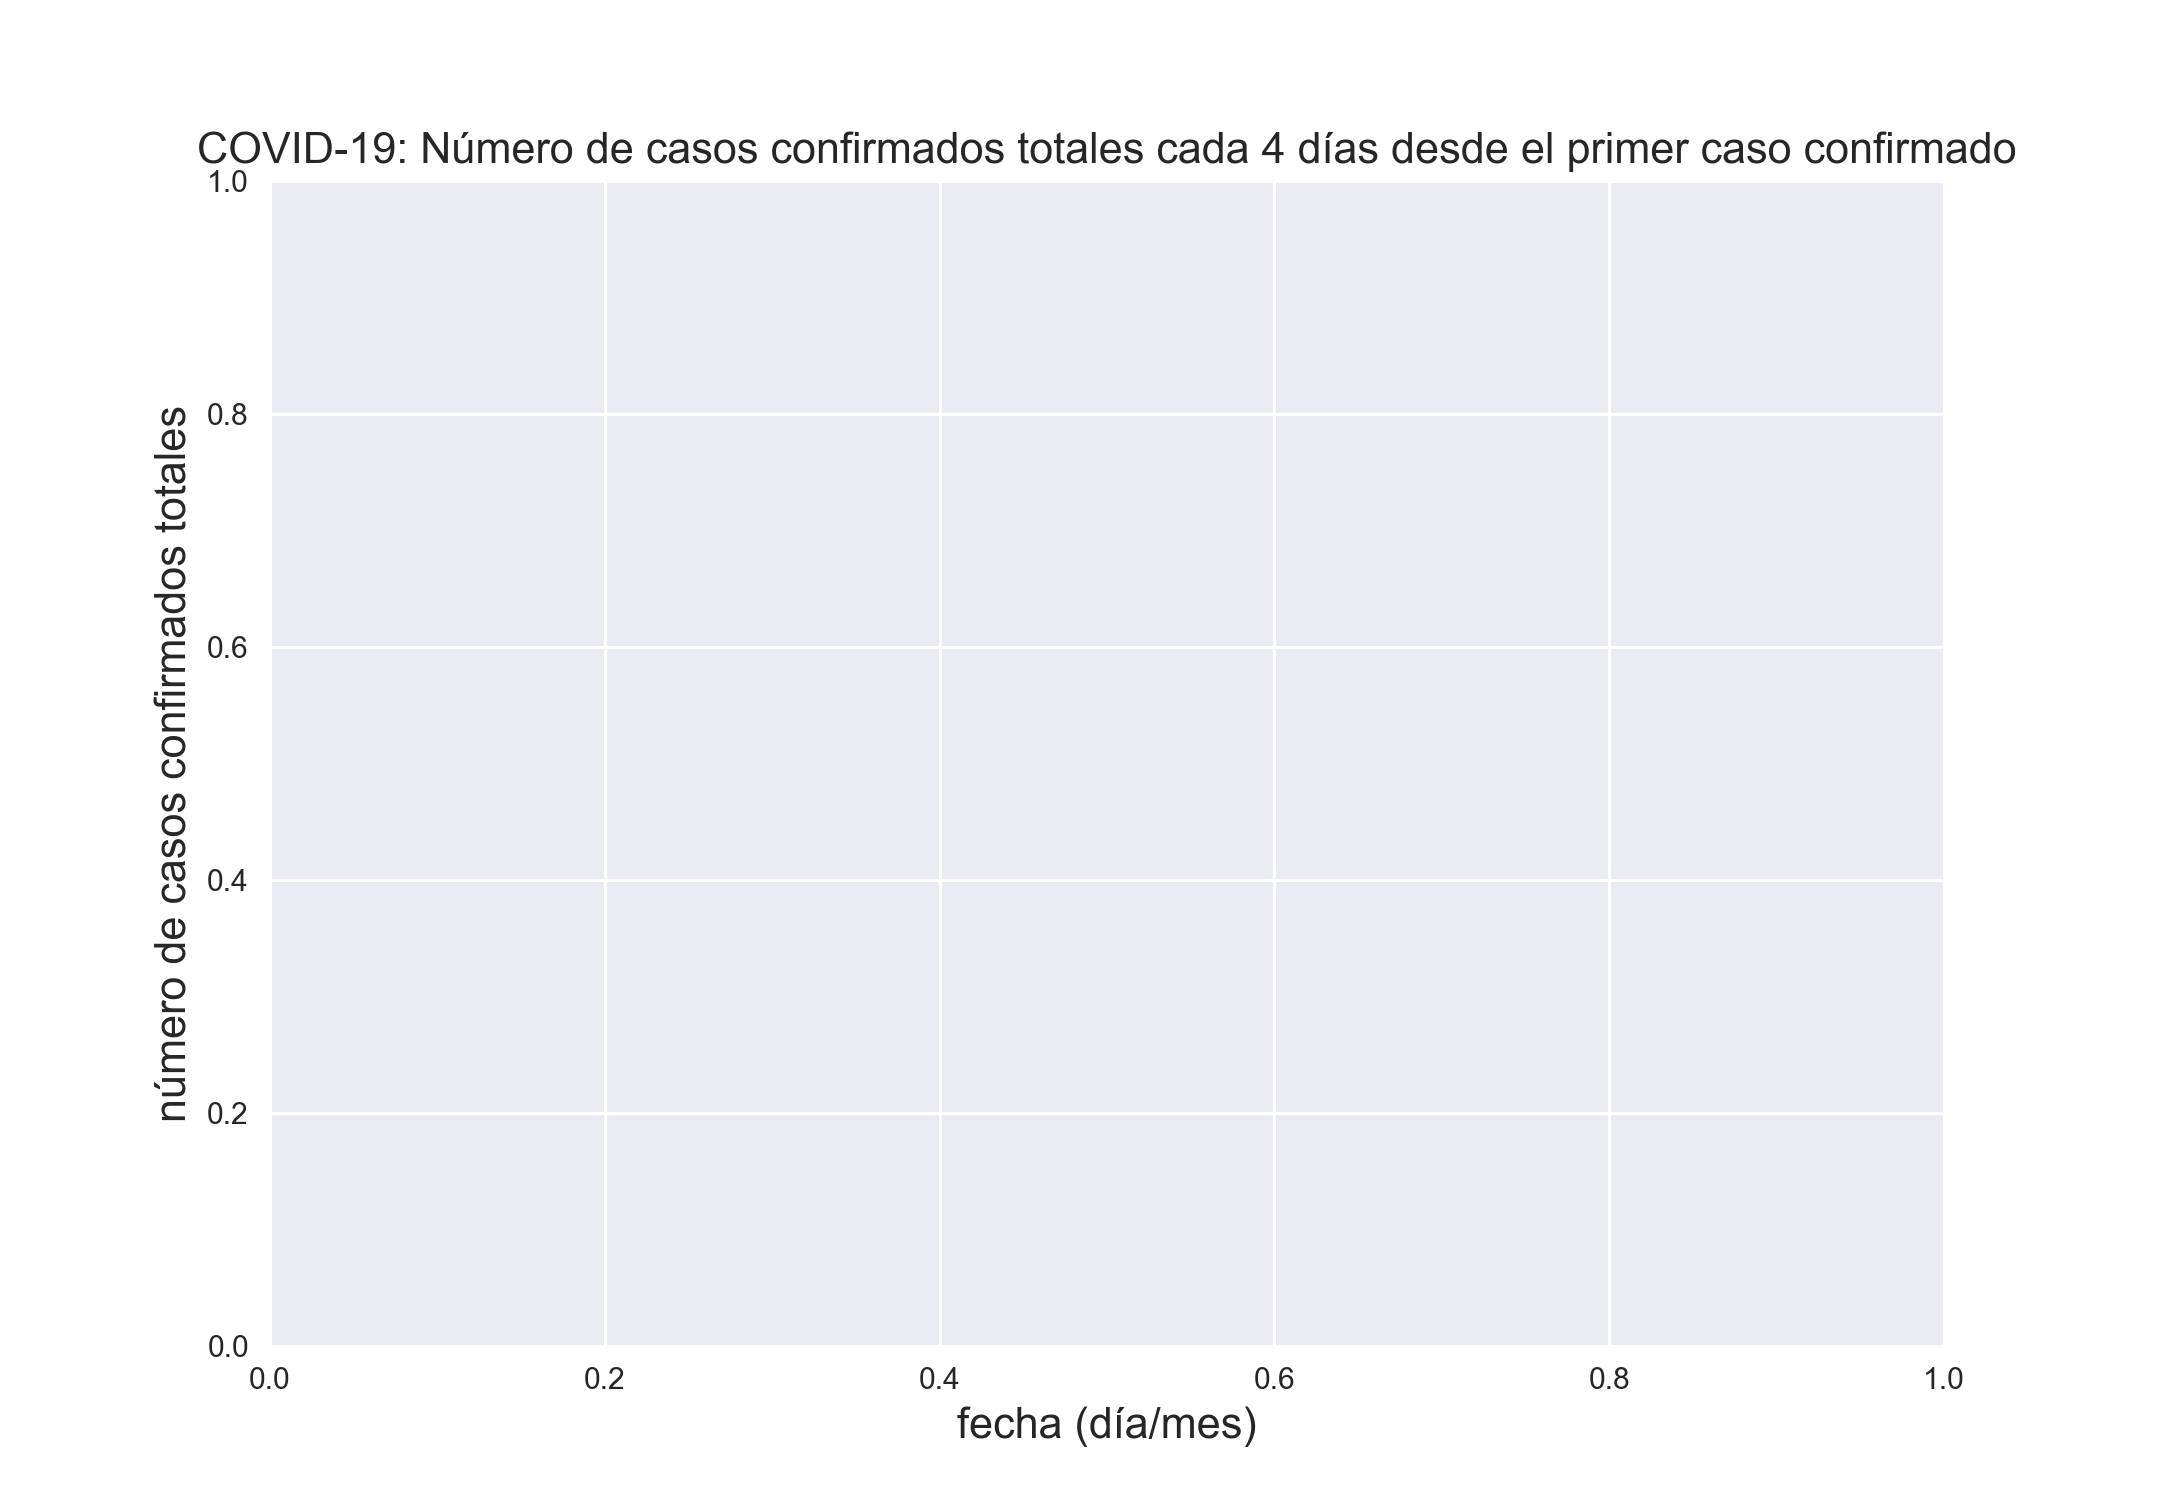 COVID-19: Número de casos confirmados totales cada 4 días desde el primer caso confirmado
número de casos confirmados totales
1.0
0.8
0.6
0.4
0.2
0.0
0.0 0.2 0.4 0.6 0.8 1.0
fecha (día/mes)